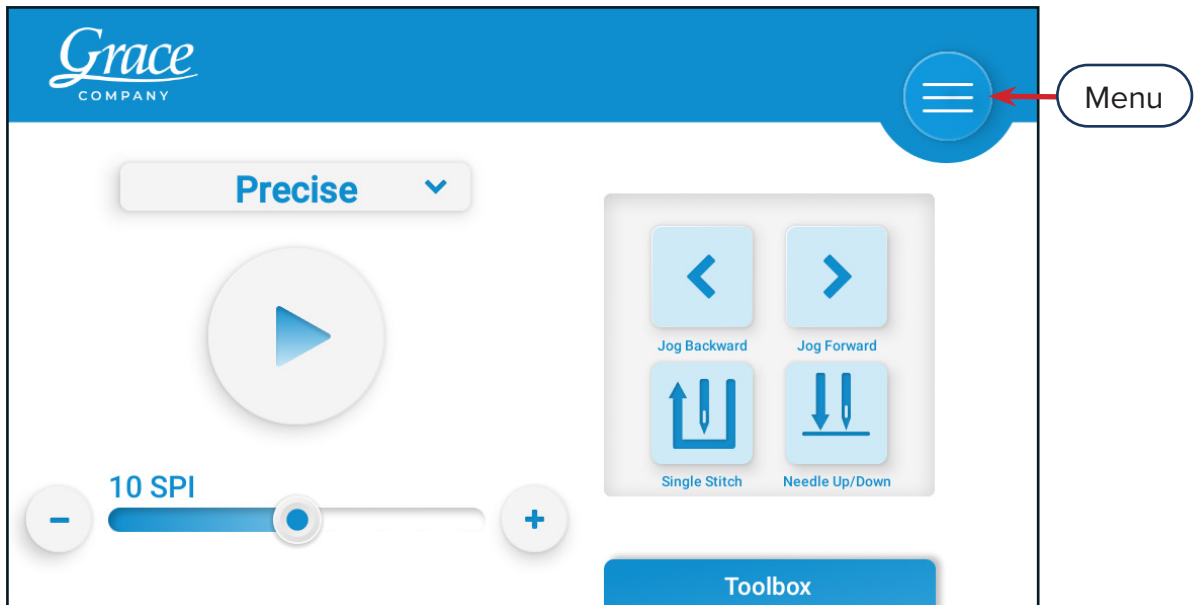 Grace
COMPANY
Menu
Precise
Jog Backward
Jog Forward
Single Stitch
Needle Up/Down
10 SPI
Toolbox